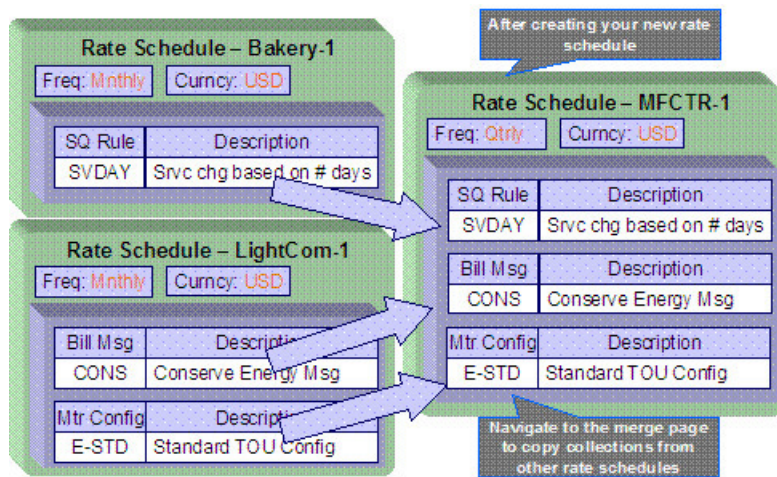 Rate Schedule – Bakery-1
Freq: Mnthly Curncy: USD
SQ Rule Description
SVDAY Srvc chg based on # days
Rate Schedule – LightCom-1
Freq: Mnthly Curncy: USD
Bill Msg Description
CONS Conserve Energy Msg
Mtr Config Description
E-STD Standard TOU Config
After creating your new rate
schedule
Rate Schedule – MFCTR-1
Freq: Qtrly Curncy: USD
SQ Rule Description
SVDAY Srvc chg based on # days
Bill Msg Description
CONS Conserve Energy Msg
Mtr Config Description
E-STD Standard TOU Config
Navigate to the merge page
to copy collections from
other rate schedules